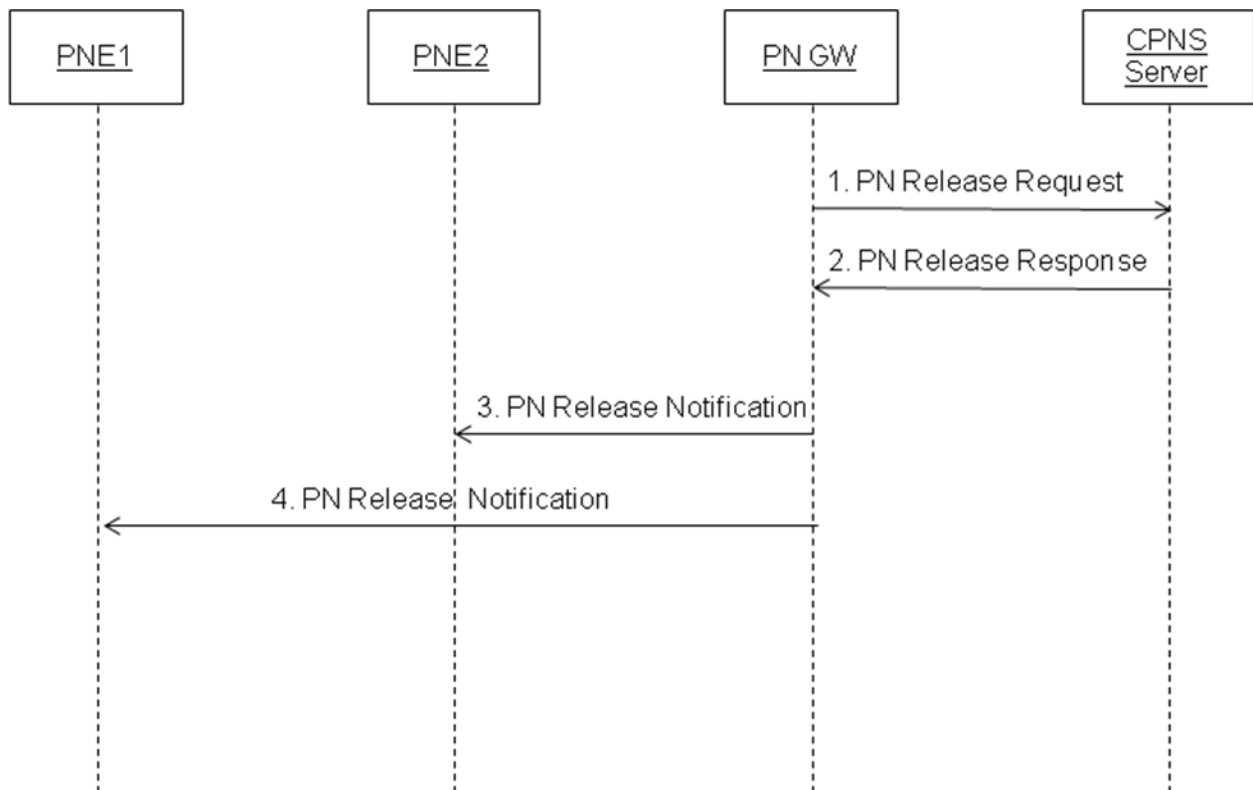 PNE1
PNE2
PN GW
CPNS
Server
1. PN Release Request
2. PN Release Response
3. PN Release Notification
4. PN Release Notification